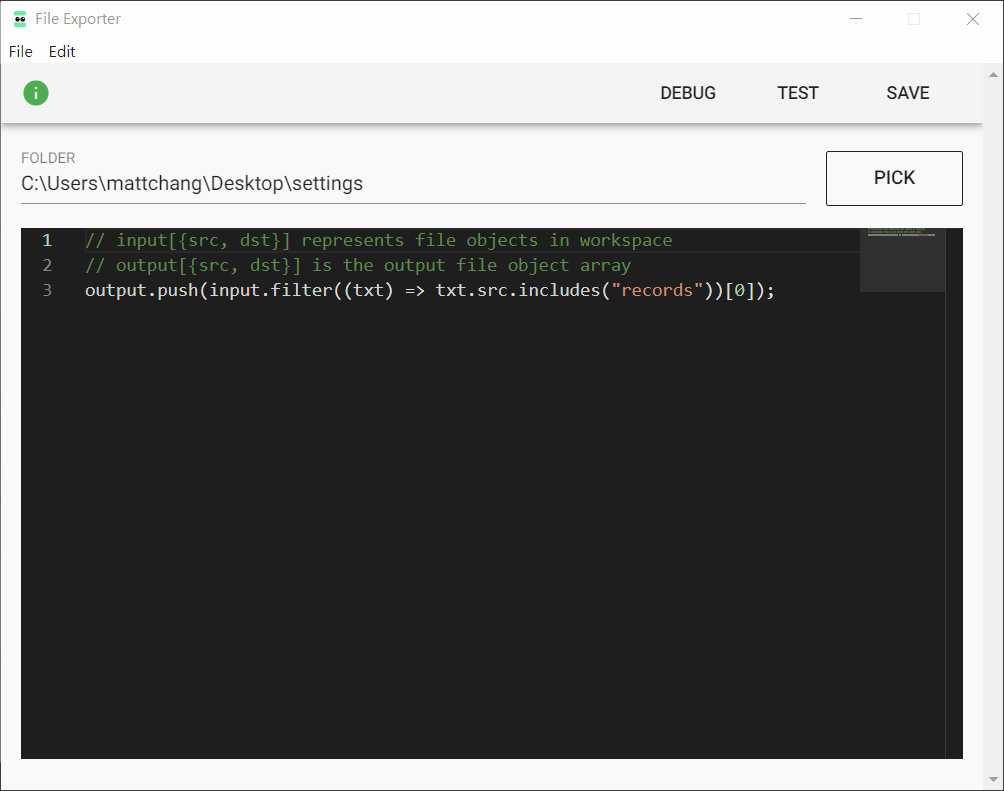 File Exporter
File Edit
i DEBUG TEST SAVE
FOLDER
C:\Users\mattchang\Desktop\settings
PICK
1 // input[{src, dst}] represents file objects in workspace
2 // output[{src, dst}] is the output file object array
3 output.push(input.filter((txt) => txt.src.includes("records"))[0]);